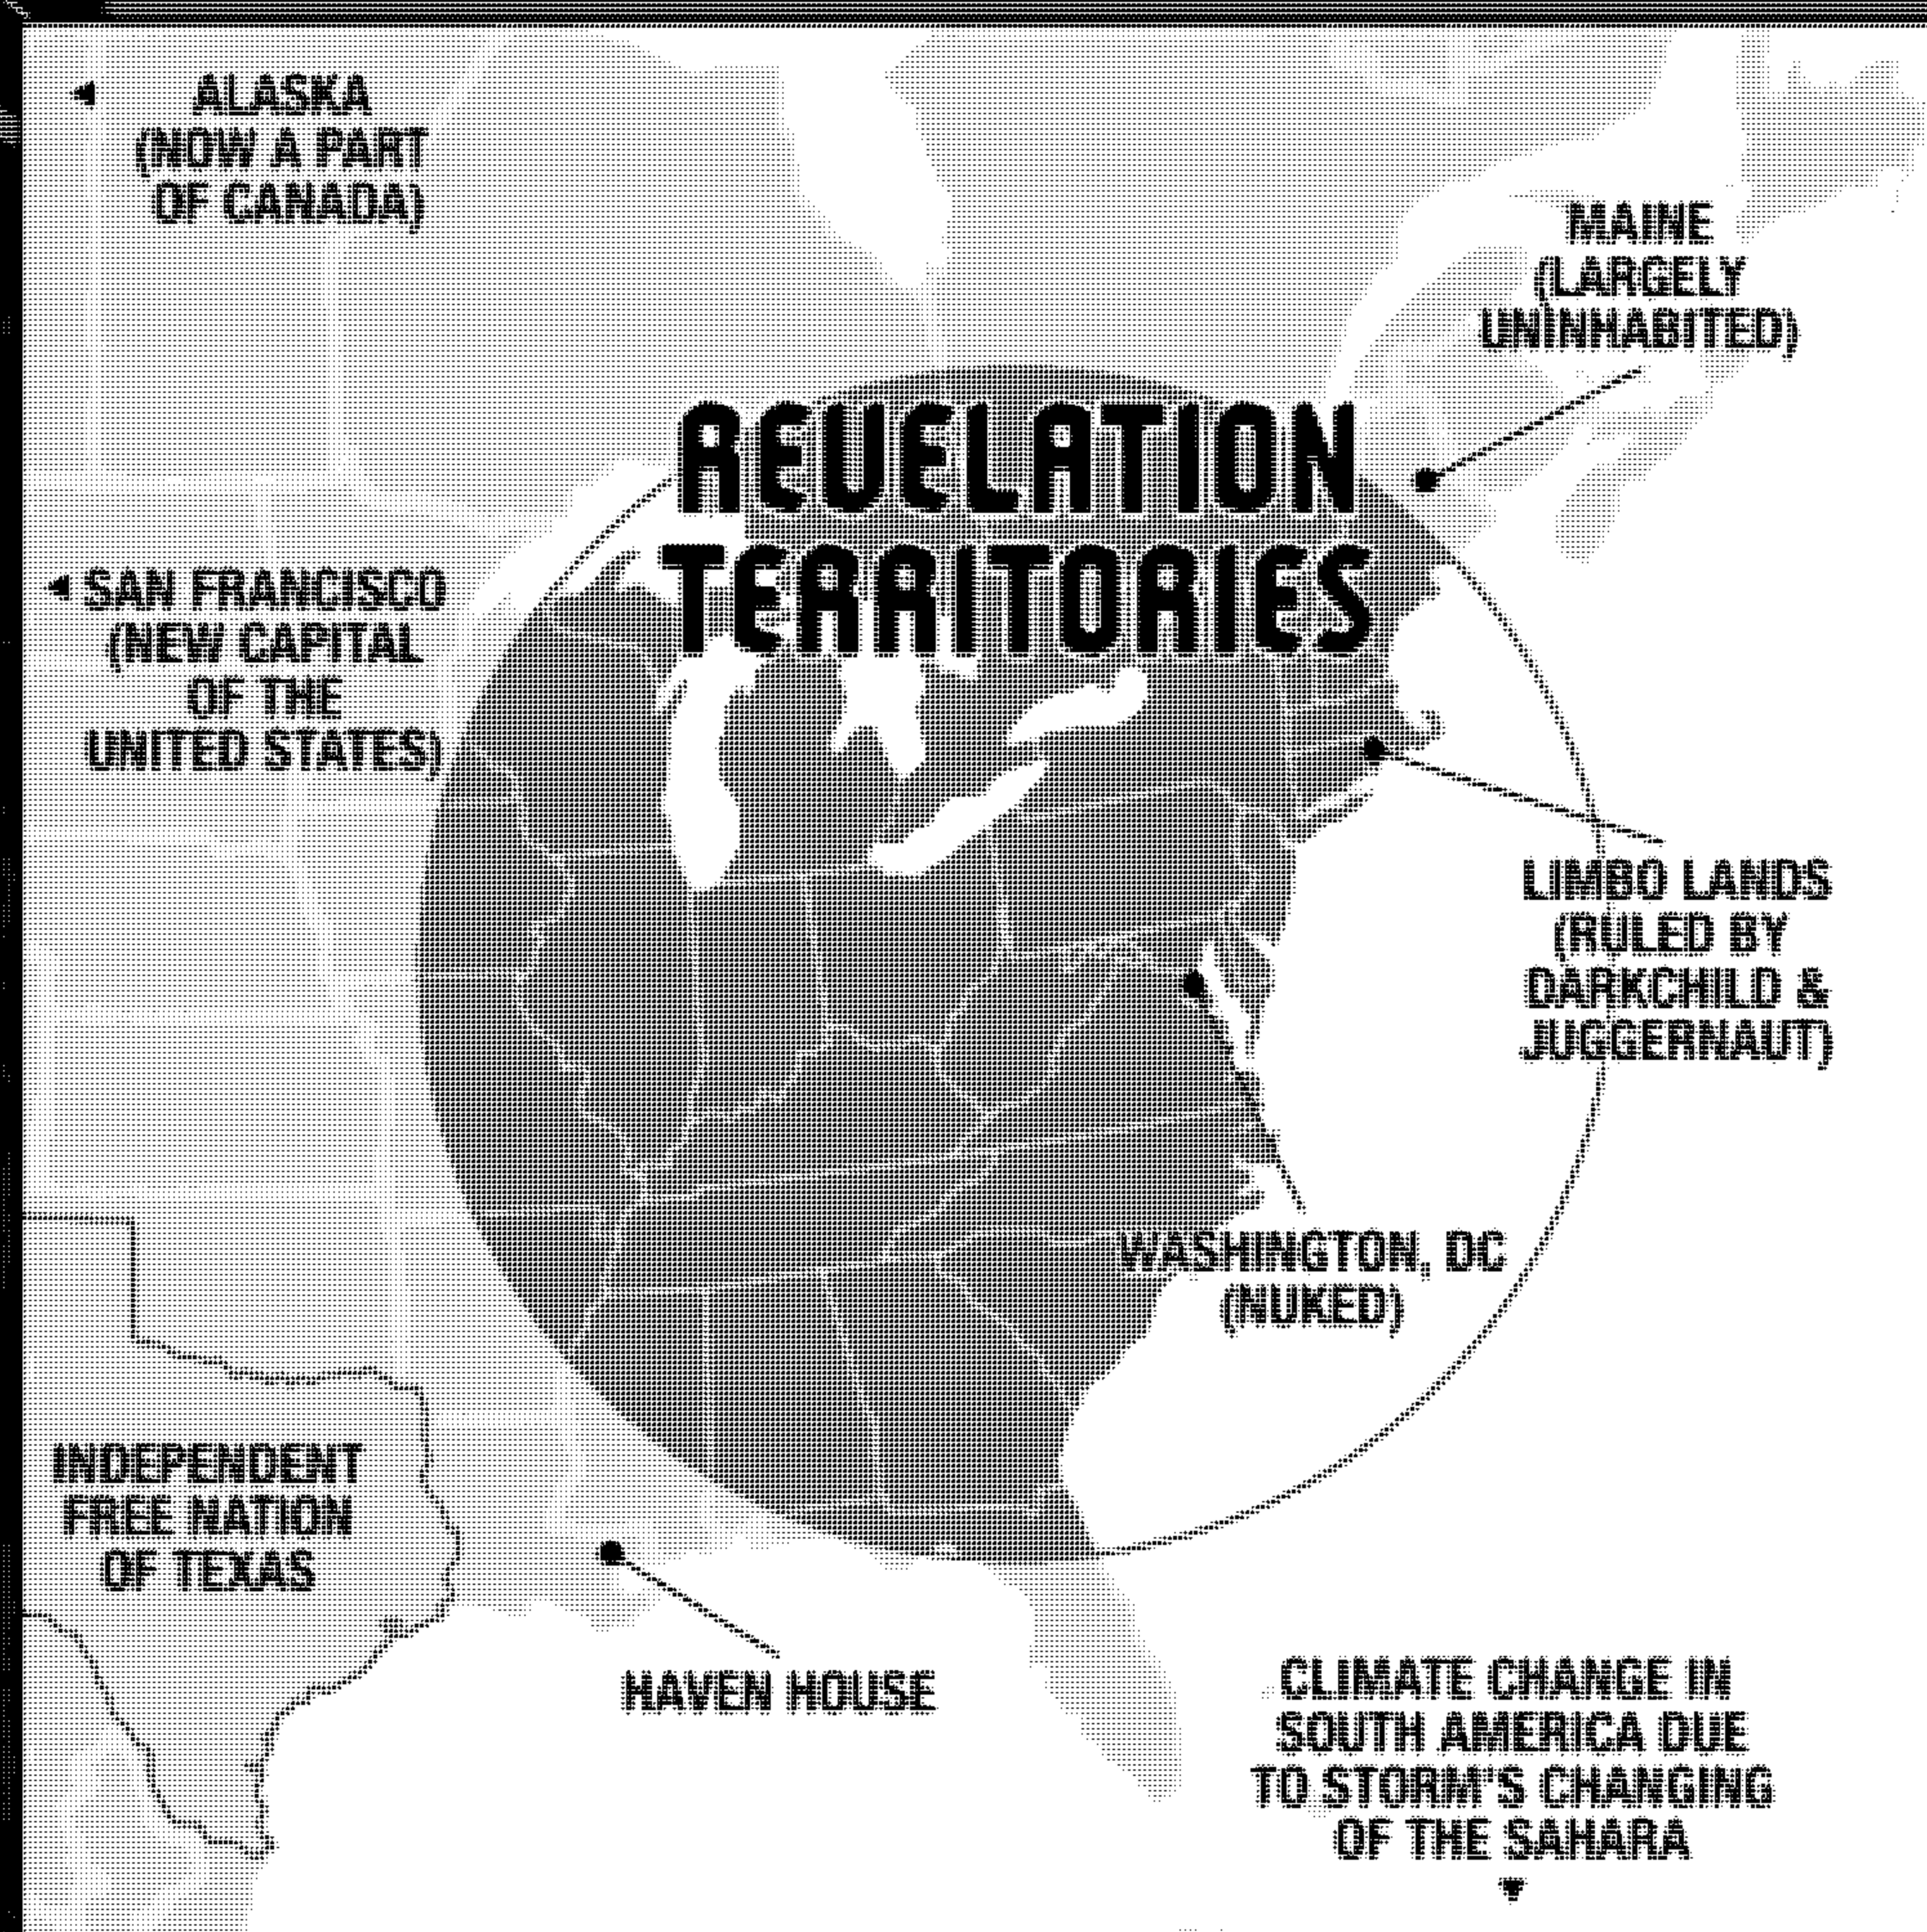 ALASKA
(NOW A PART
OF CANADA)
MAINE
(LARGELY
UNINHABITED)
REVELATION
TERRITORIES
SAN FRANCISCO
(NEW CAPITAL
OF THE
UNITED STATES)
LIMBO LANDS
(RULED BY
DARKCHILD &
JUGGERNAUT)
WASHINGTON, DC
(NUKED)
INDEPENDENT
FREE NATION
OF TEXAS
HAVEN HOUSE
CLIMATE CHANGE IN
SOUTH AMERICA DUE
TO STORM'S CHANGING
OF THE SAHARA